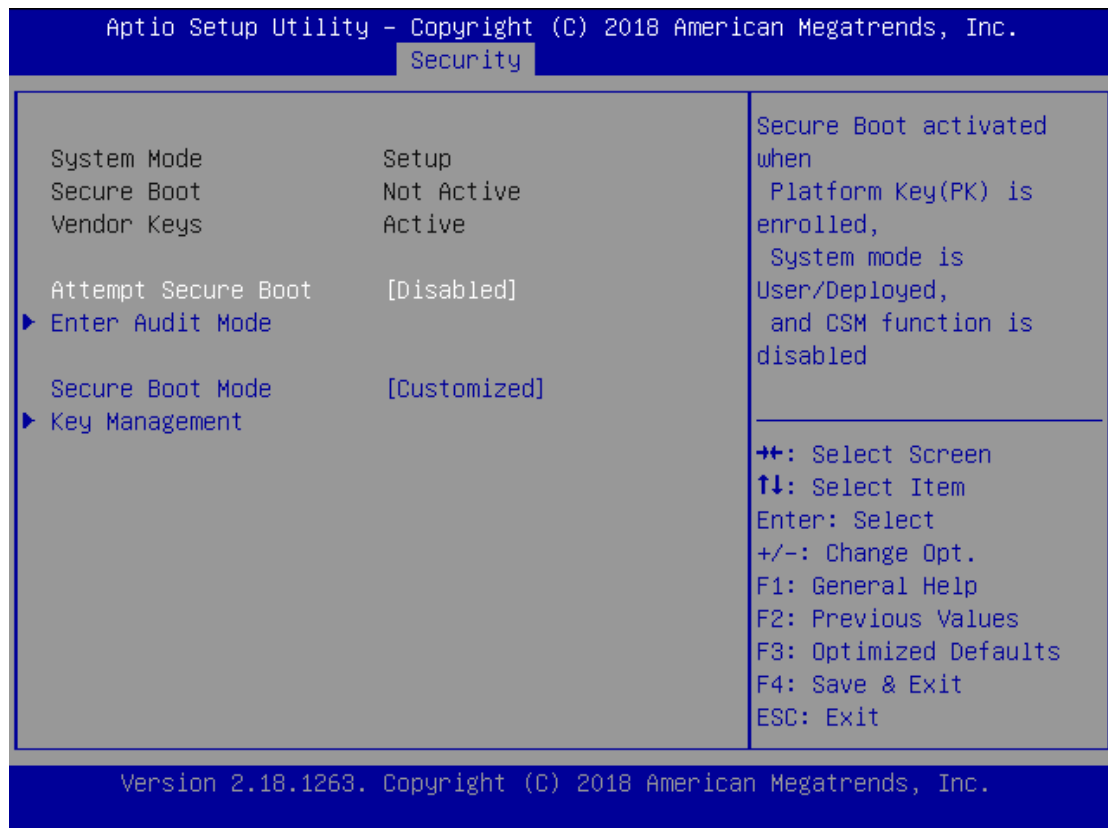 Aptio Setup Utility – Copyright (C) 2018 American Megatrends, Inc.
Security
System Mode Setup
Secure Boot Not Active
Vendor Keys Active
Attempt Secure Boot [Disabled]
Enter Audit Mode
Secure Boot Mode [Customized]
Key Management
Secure Boot activated
when
Platform Key(PK) is
enrolled,
System mode is
User/Deployed,
and CSM function is
disabled
→←: Select Screen
↑↓: Select Item
Enter: Select
+/-: Change Opt.
F1: General Help
F2: Previous Values
F3: Optimized Defaults
F4: Save & Exit
ESC: Exit
Version 2.18.1263. Copyright (C) 2018 American Megatrends, Inc.